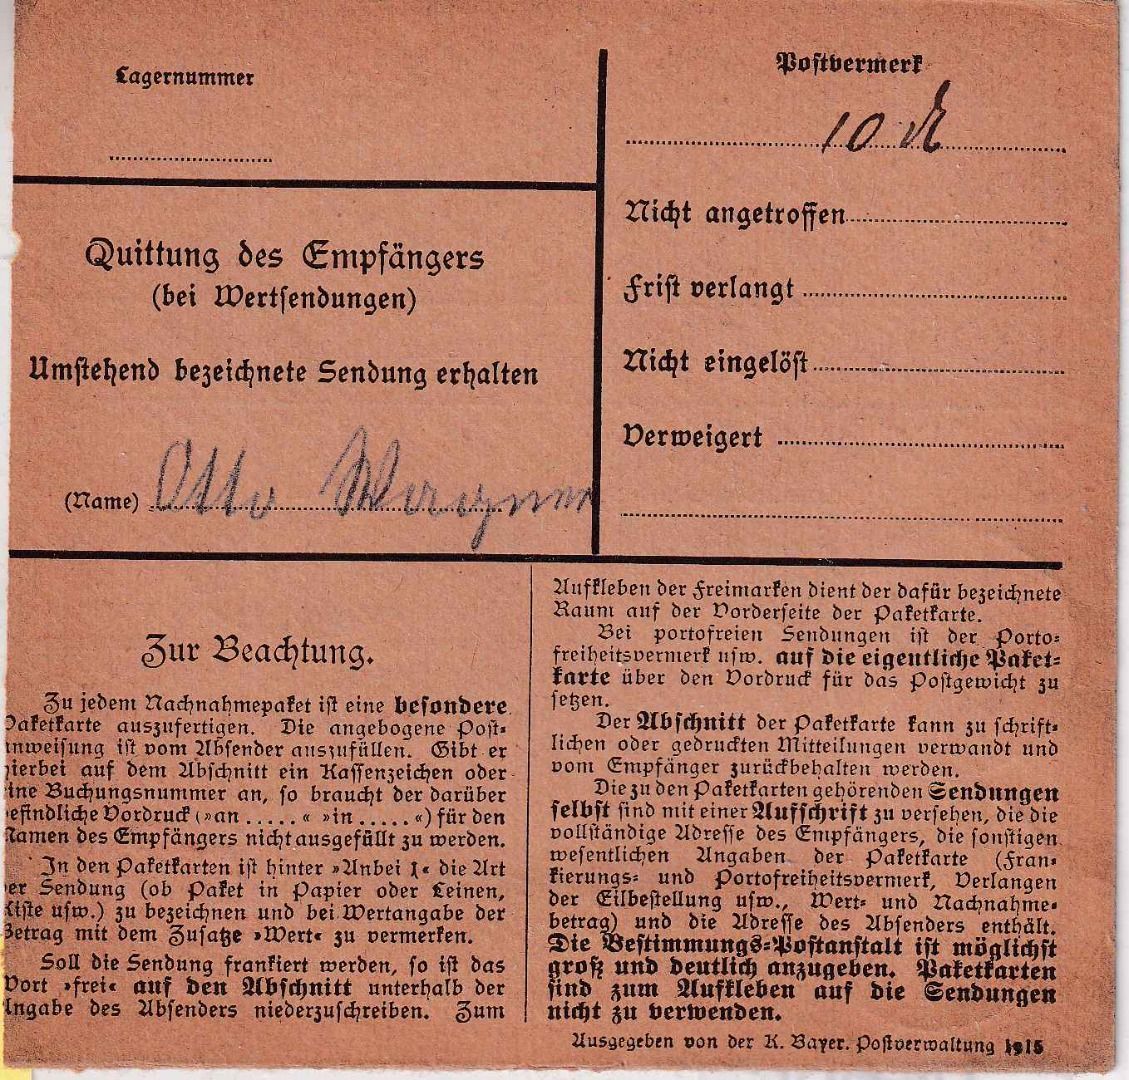 Lagernummer
Quittung des Empfängers
(bei Wertsendungen)
Umstehend bezeichnete Sendung erhalten
(Name) Otto Wagner
Postvermerk
10
Nicht angetroffen
Frist verlangt
Nicht eingelöst
Verweigert
Zur Beachtung.
Zu jedem Nachnahmepaket ist eine besondere
Paketkarte auszufertigen. Die angebogene Post-
anweisung ist vom Absender auszufüllen. Gibt er
hierbei auf dem Abschnitt ein Kassenzeichen oder
eine Buchungsnummer an, so braucht der darüber
befindliche Vordruck (»an ..... « »in .....«) für den
Namen des Empfängers nicht ausgefüllt zu werden.
In den Paketkarten ist hinter »Anbei 1« die Art
der Sendung (ob Paket in Papier oder Leinen,
Kiste usw.) zu bezeichnen und bei Wertangabe der
Betrag mit dem Zusatze »Wert« zu vermerken.
Soll die Sendung frankiert werden, so ist das
Wort »frei« auf den Abschnitt unterhalb der
Angabe des Absenders niederzuschreiben. Zum
Aufkleben der Freimarken dient der dafür bezeichnete
Raum auf der Vorderseite der Paketkarte.
Bei portofreien Sendungen ist der Porto-
freiheitsvermerk usw. auf die eigentliche Paket-
karte über den Vordruck für das Postgewicht zu
setzen.
Der Abschnitt der Paketkarte kann zu schrift-
lichen oder gedruckten Mitteilungen verwandt und
vom Empfänger zurückbehalten werden.
Die zu den Paketkarten gehörenden Sendungen
selbst sind mit einer Aufschrift zu versehen, die die
vollständige Adresse des Empfängers, die sonstigen
wesentlichen Angaben der Paketkarte (Fran-
kierungs- und Portofreiheitsvermerk, Verlangen
der Eilbestellung usw., Wert- und Nachnahme-
betrag) und die Adresse des Absenders enthält.
Die Bestimmungs-Postanstalt ist möglichst
groß und deutlich anzugeben. Paketkarten
sind zum Aufkleben auf die Sendungen
nicht zu verwenden.
Ausgegeben von der K. Bayer. Postverwaltung 1915